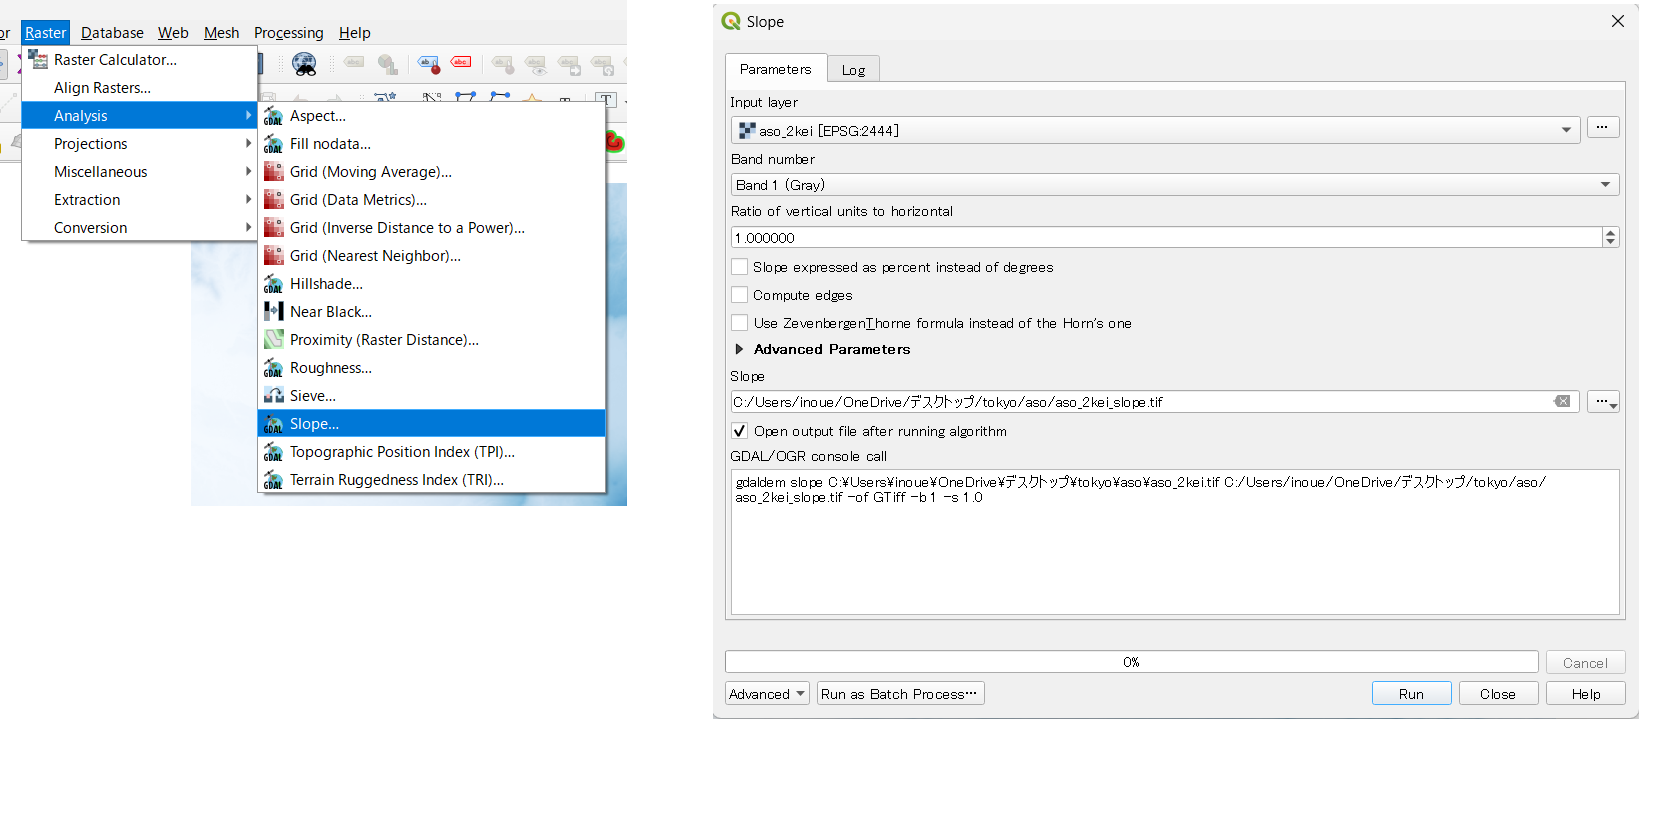 or Raster Database Web Mesh Processing Help
Raster Calculator...
Align Rasters...
Analysis
Projections
Miscellaneous
Extraction
Conversion
Aspect...
Fill nodata...
Grid (Moving Average)...
Grid (Data Metrics)...
Grid (Inverse Distance to a Power)...
Grid (Nearest Neighbor)...
Hillshade...
Near Black...
Proximity (Raster Distance)...
Roughness...
Sieve...
Slope...
Topographic Position Index (TPI)...
Terrain Ruggedness Index (TRI)...
Slope
Parameters Log
Input layer
aso_2kei [EPSG:2444]
Band number
Band 1 (Gray)
Ratio of vertical units to horizontal
1.000000
Slope expressed as percent instead of degrees
Compute edges
Use ZevenbergenThorne formula instead of the Horn's one
Advanced Parameters
Slope
C:/Users/inoue/OneDrive/デスクトップ/tokyo/aso/aso_2kei_slope.tif
Open output file after running algorithm
GDAL/OGR console call
gdaldem slope C:¥Users¥inoue¥OneDrive¥デスクトップ¥tokyo¥aso¥aso_2kei.tif C:/Users/inoue/OneDrive/デスクトップ/tokyo/aso/
aso_2kei_slope.tif -of GTiff -b 1 -s 1.0
0%
Cancel
Advanced Run as Batch Process… Run Close Help